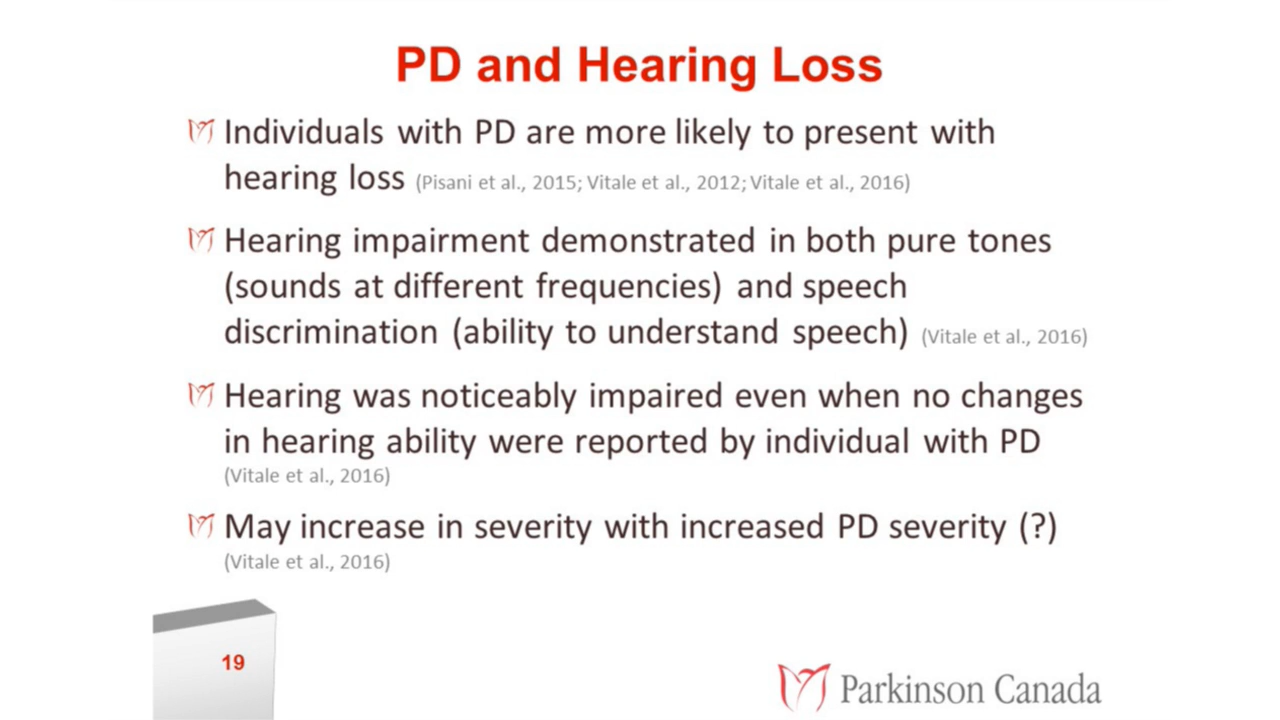 PD and Hearing Loss
Individuals with PD are more likely to present with
hearing loss (Pisani et al., 2015; Vitale et al., 2012; Vitale et al., 2016)
Hearing impairment demonstrated in both pure tones
(sounds at different frequencies) and speech
discrimination (ability to understand speech) (Vitale et al., 2016)
Hearing was noticeably impaired even when no changes
in hearing ability were reported by individual with PD
(Vitale et al., 2016)
May increase in severity with increased PD severity (?)
(Vitale et al., 2016)
19
Parkinson Canada